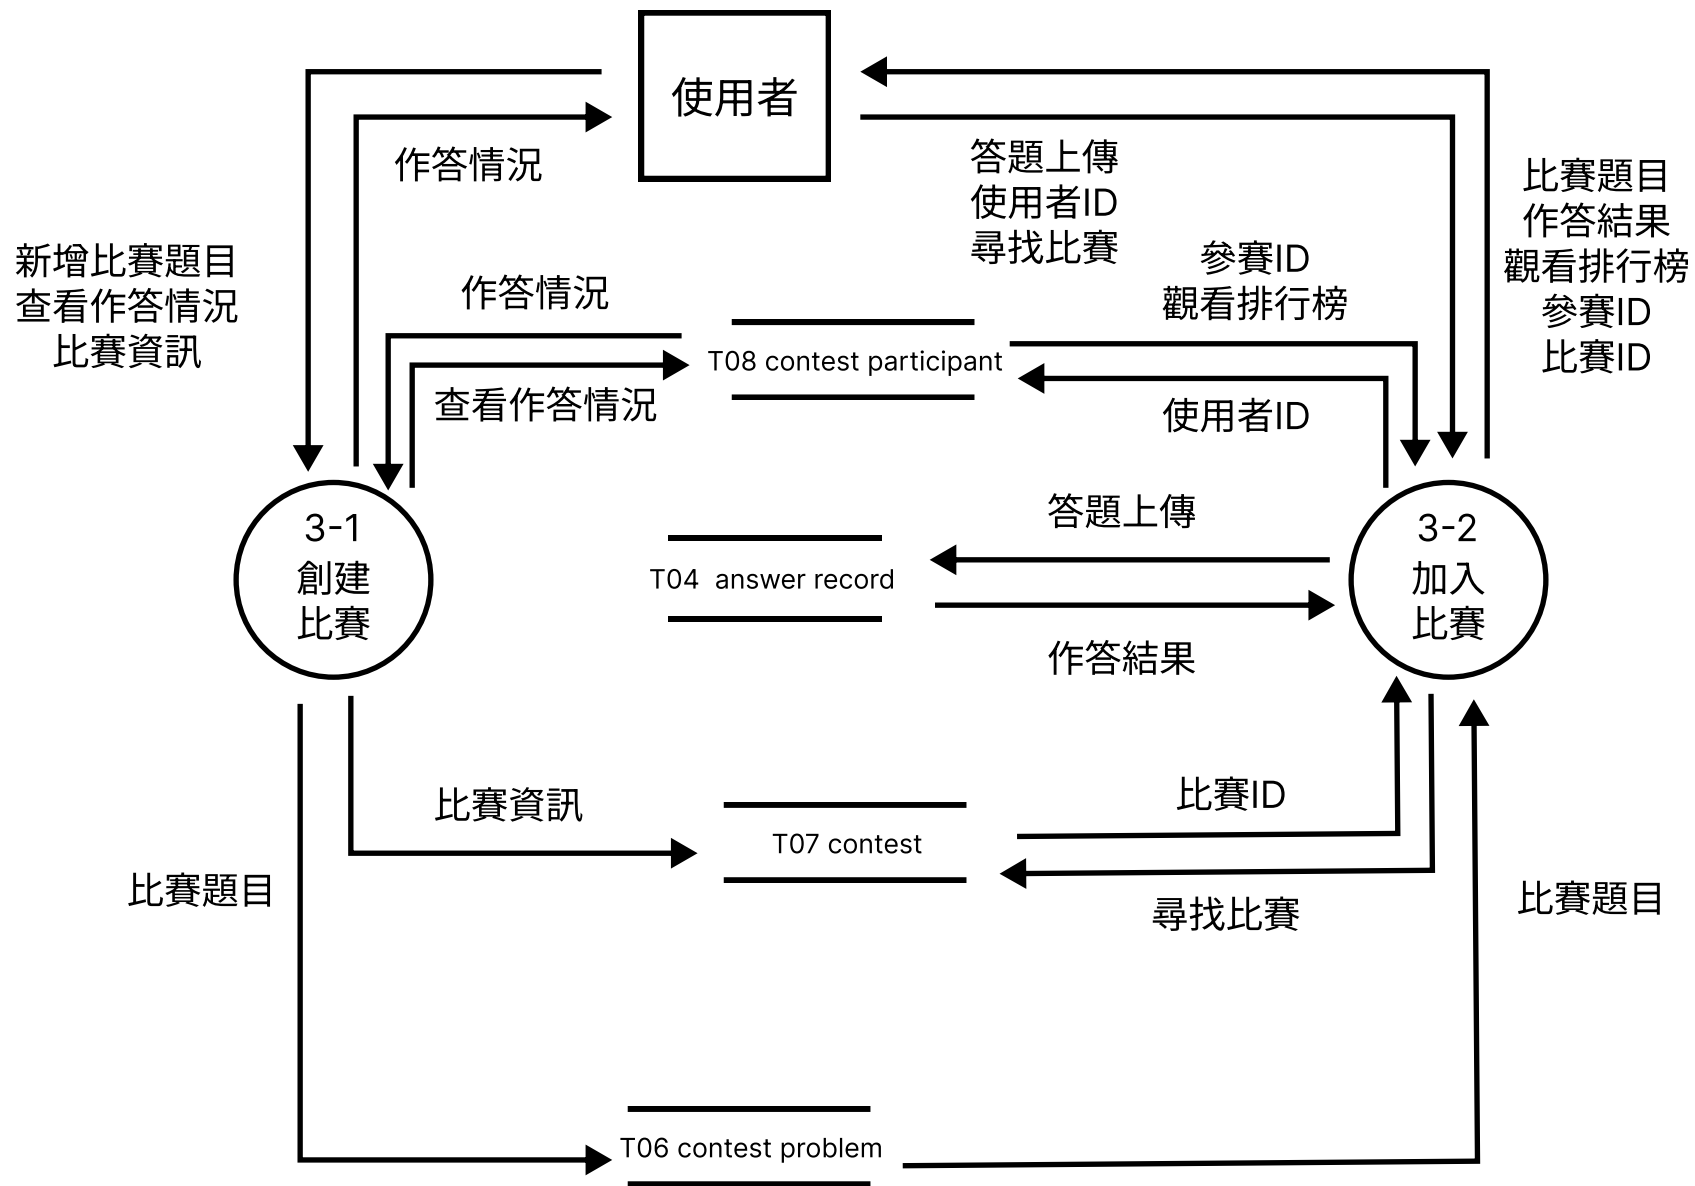 使用者
作答情況
答題上傳
使用者ID
尋找比賽
比賽題目
作答結果
觀看排行榜
參賽ID
比賽ID
新增比賽題目
查看作答情況
比賽資訊
作答情況
參賽ID
觀看排行榜
T08 contest participant
查看作答情況
使用者ID
3-1
創建
比賽
答題上傳
T04 answer record
作答結果
3-2
加入
比賽
比賽資訊
比賽ID
T07 contest
尋找比賽
比賽題目
比賽題目
T06 contest problem